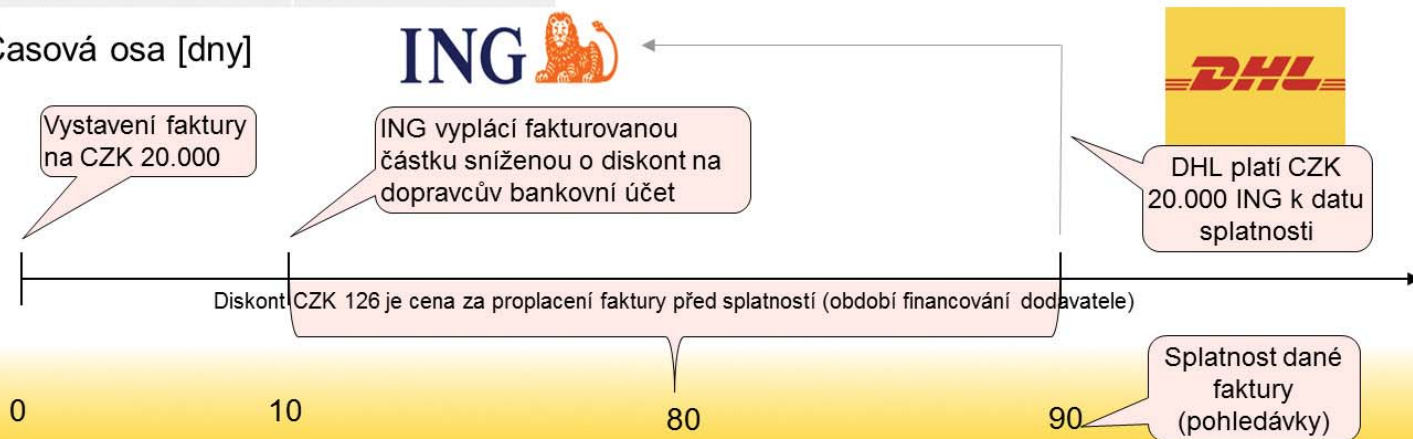 Časová osa [dny]
ING
DHL
Vystavení faktury
na CZK 20.000
ING vyplácí fakturovanou
částku sníženou o diskont na
dopravcův bankovní účet
DHL platí CZK
20.000 ING k datu
splatnosti
Diskont CZK 126 je cena za proplacení faktury před splatností (období financování dodavatele)
Splatnost dané
faktury
(pohledávky)
0 10 80 90